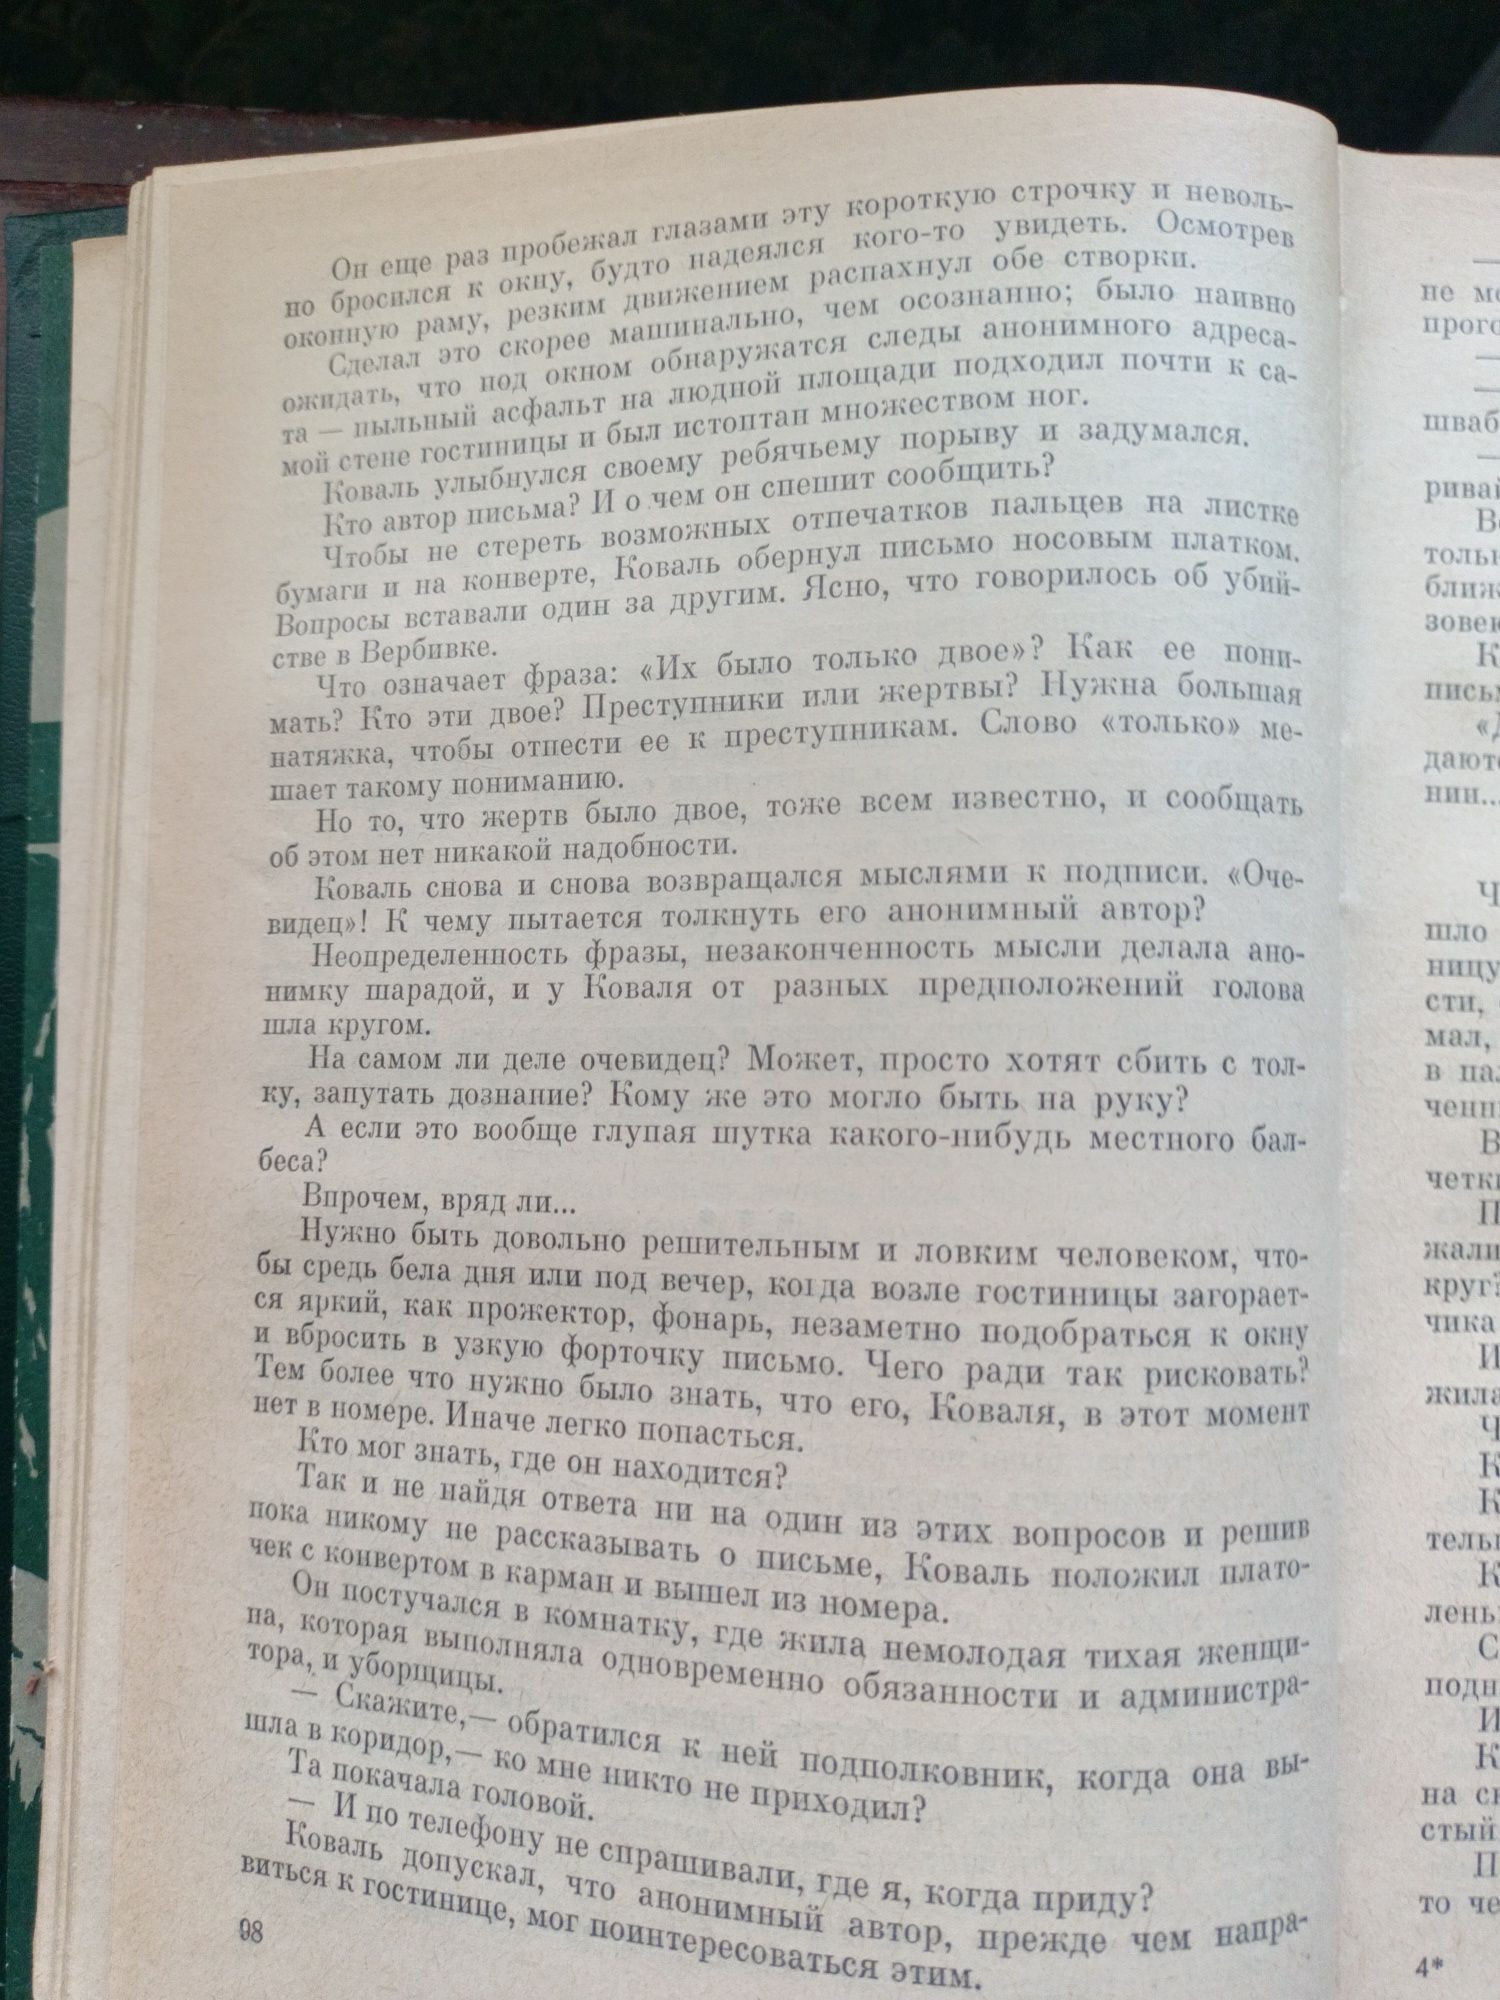 Он еще раз пробежал глазами эту короткую строчку и неволь-
но бросился к окну, будто надеялся кого-то увидеть. Осмотрев
оконную раму, резким движением распахнул обе створки.
Сделал это скорее машинально, чем осознанно; было наивно
ожидать, что под окном обнаружатся следы анонимного адреса-
та — пыльный асфальт на людной площади подходил почти к са-
мой стене гостиницы и был истоптан множеством ног.
Коваль улыбнулся своему ребячьему порыву и задумался.
Кто автор письма? И о чем он спешит сообщить?
Чтобы не стереть возможных отпечатков пальцев на листке
бумаги и на конверте, Коваль обернул письмо носовым платком.
Вопросы вставали один за другим. Ясно, что говорилось об убий-
стве в Вербивке.
Что означает фраза: «Их было только двое»? Как ее пони-
мать? Кто эти двое? Преступники или жертвы? Нужна большая
натяжка, чтобы отнести ее к преступникам. Слово «только» ме-
шает такому пониманию.
Но то, что жертв было двое, тоже всем известно, и сообщать
об этом нет никакой надобности.
Коваль снова и снова возвращался мыслями к подписи. «Оче-
видец»! К чему пытается толкнуть его анонимный автор?
Неопределенность фразы, незаконченность мысли делала ано-
нимку шарадой, и у Коваля от разных предположений голова
шла кругом.
На самом ли деле очевидец? Может, просто хотят сбить с тол-
ку, запутать дознание? Кому же это могло быть на руку?
А если это вообще глупая шутка какого-нибудь местного бал-
беса?
Впрочем, вряд ли...
Нужно быть довольно решительным и ловким человеком, что-
бы средь бела дня или под вечер, когда возле гостиницы загорает-
ся яркий, как прожектор, фонарь, незаметно подобраться к окну
и вбросить в узкую форточку письмо. Чего ради так рисковать?
Тем более что нужно было знать, что его, Коваля, в этот момент
нет в номере. Иначе легко попасться.
Кто мог знать, где он находится?
Так и не найдя ответа ни на один из этих вопросов и решив
пока никому не рассказывать о письме, Коваль положил плато-
чек с конвертом в карман и вышел из номера.
Он постучался в комнатку, где жила немолодая тихая женщи-
на, которая выполняла одновременно обязанности и администра-
тора, и уборщицы.
— Скажите,— обратился к ней подполковник, когда она вы-
шла в коридор,— ко мне никто не приходил?
Та покачала головой.
— И по телефону не спрашивали, где я, когда приду?
Коваль допускал, что анонимный автор, прежде чем напра-
виться к гостинице, мог поинтересоваться этим.
98
—
не
—
—
—
только
К
«Д
нии...
Ч
шло
ницу
сти,
мал,
в
В
П
круг?
чика
И
жила
Ч
К
К
К
С
И
К
на
стый
П
то
4*